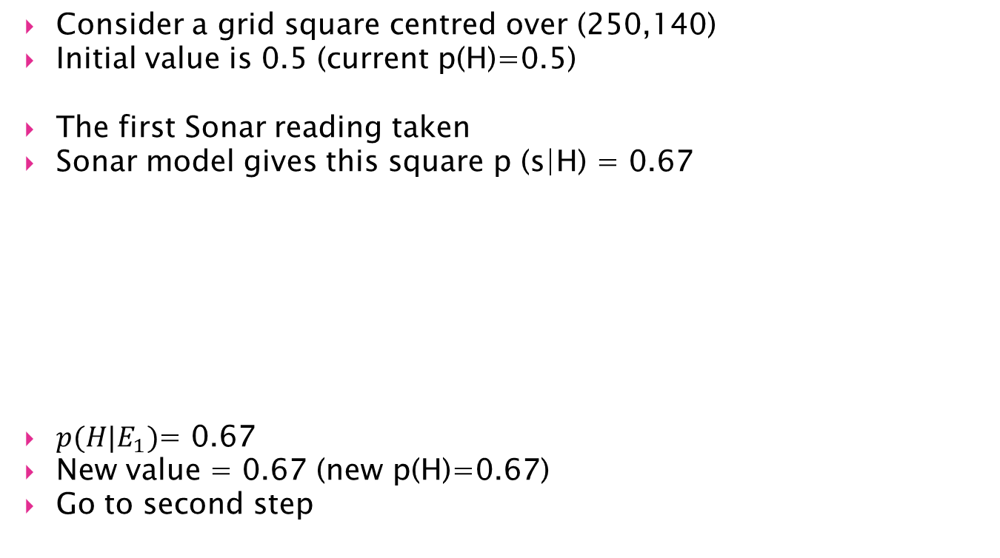 Consider a grid square centred over (250,140)
Initial value is 0.5 (current p(H)=0.5)
The first Sonar reading taken
Sonar model gives this square p (s|H) = 0.67
p(H|E₁)= 0.67
New value = 0.67 (new p(H)=0.67)
Go to second step